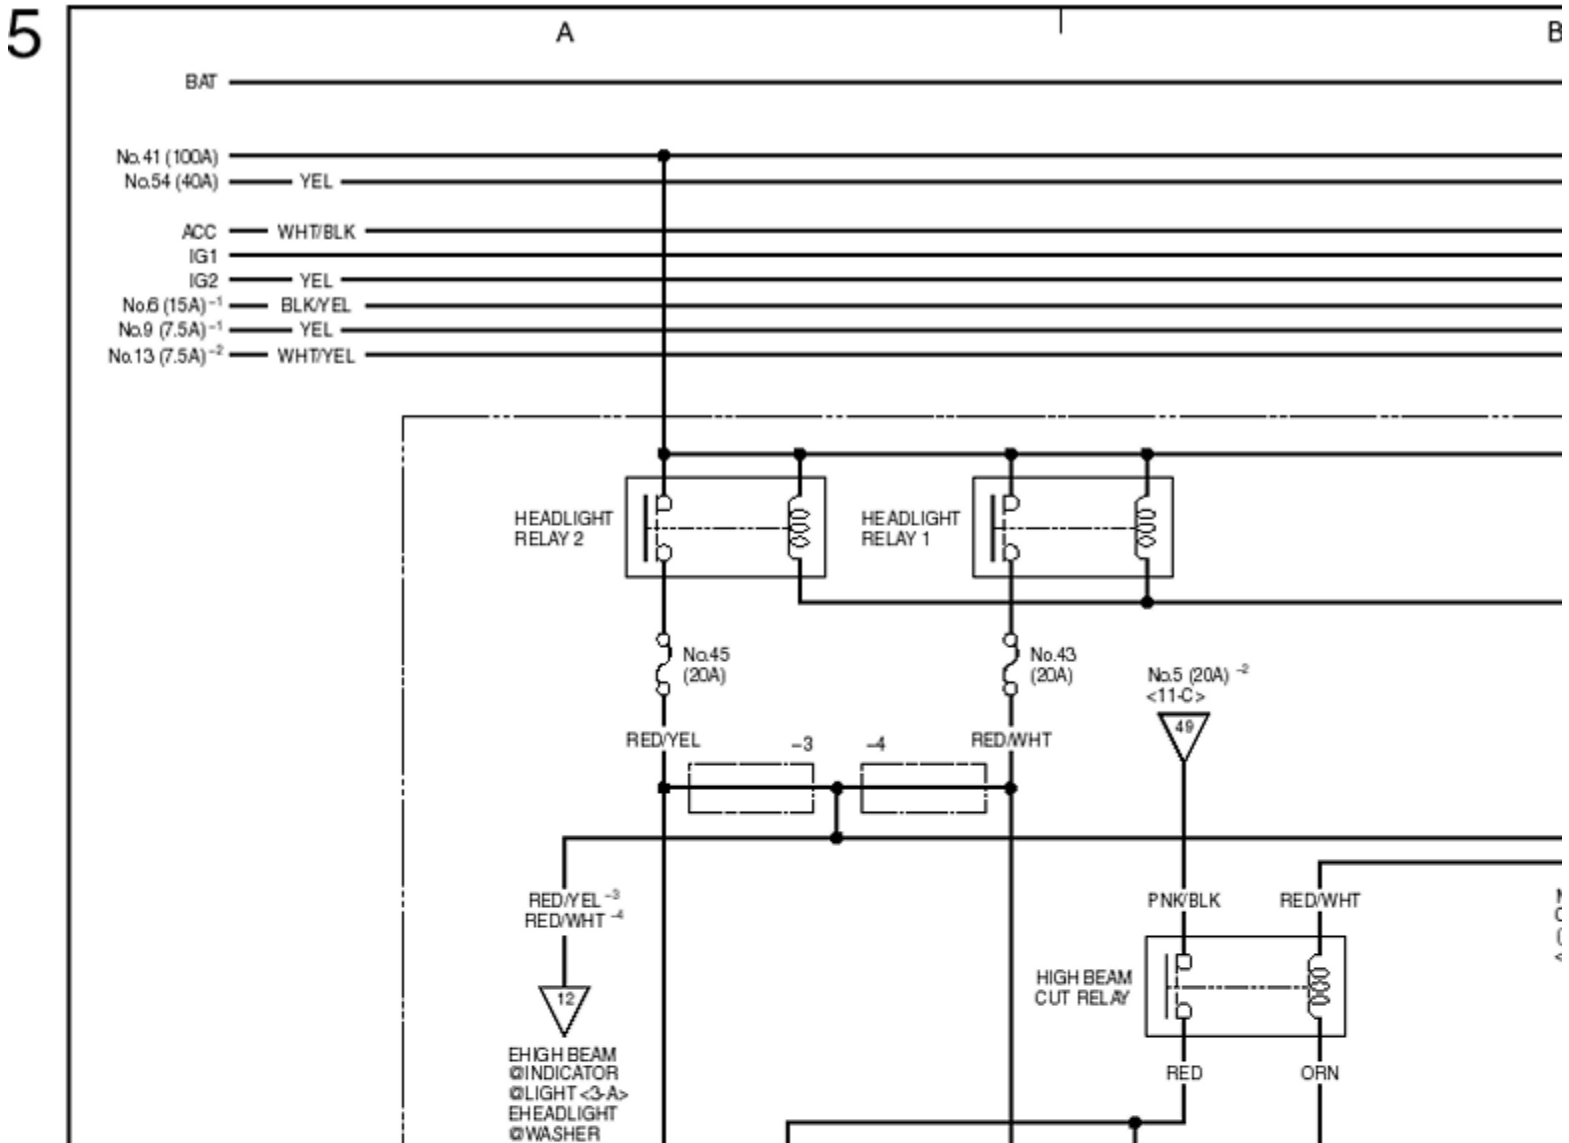 5
A
B
BAT
No.41 (100A)
No.54 (40A) YEL
ACC WHT/BLK
IG1
IG2 YEL
No.6 (15A) –1 BLK/YEL
No.9 (7.5A) –1 YEL
No.13 (7.5A) –2 WHT/YEL
HEADLIGHT
RELAY 2
HEADLIGHT
RELAY 1
No.45
(20A)
No.43
(20A)
No.5 (20A) –2
<11-C>
49
RED/YEL
–3
–4
RED/WHT
RED/YEL –3
RED/WHT –4
PNK/BLK
RED/WHT
12
HIGH BEAM
CUT RELAY
EHIGH BEAM
@INDICATOR
@LIGHT <3-A>
EHEADLIGHT
@WASHER
RED
ORN